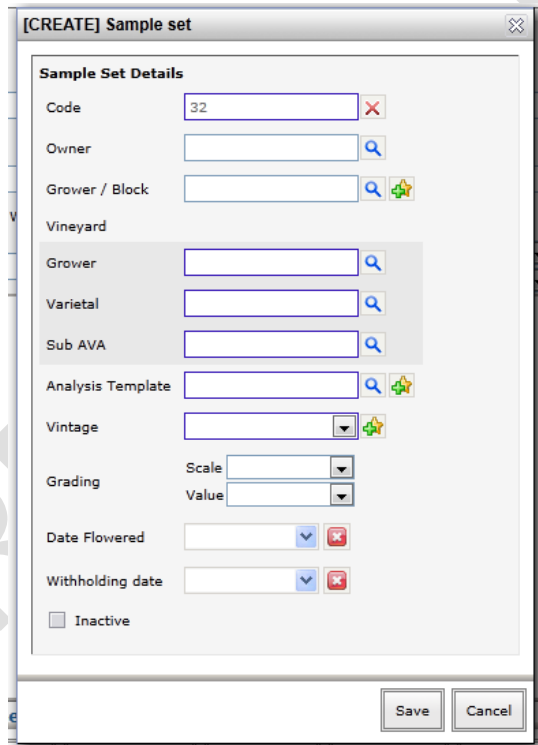 [CREATE] Sample set
Sample Set Details
Code 32
Owner
Grower / Block
Vineyard
Grower
Varietal
Sub AVA
Analysis Template
Vintage
Scale
Grading
Value
Date Flowered
Withholding date
Inactive
Save Cancel